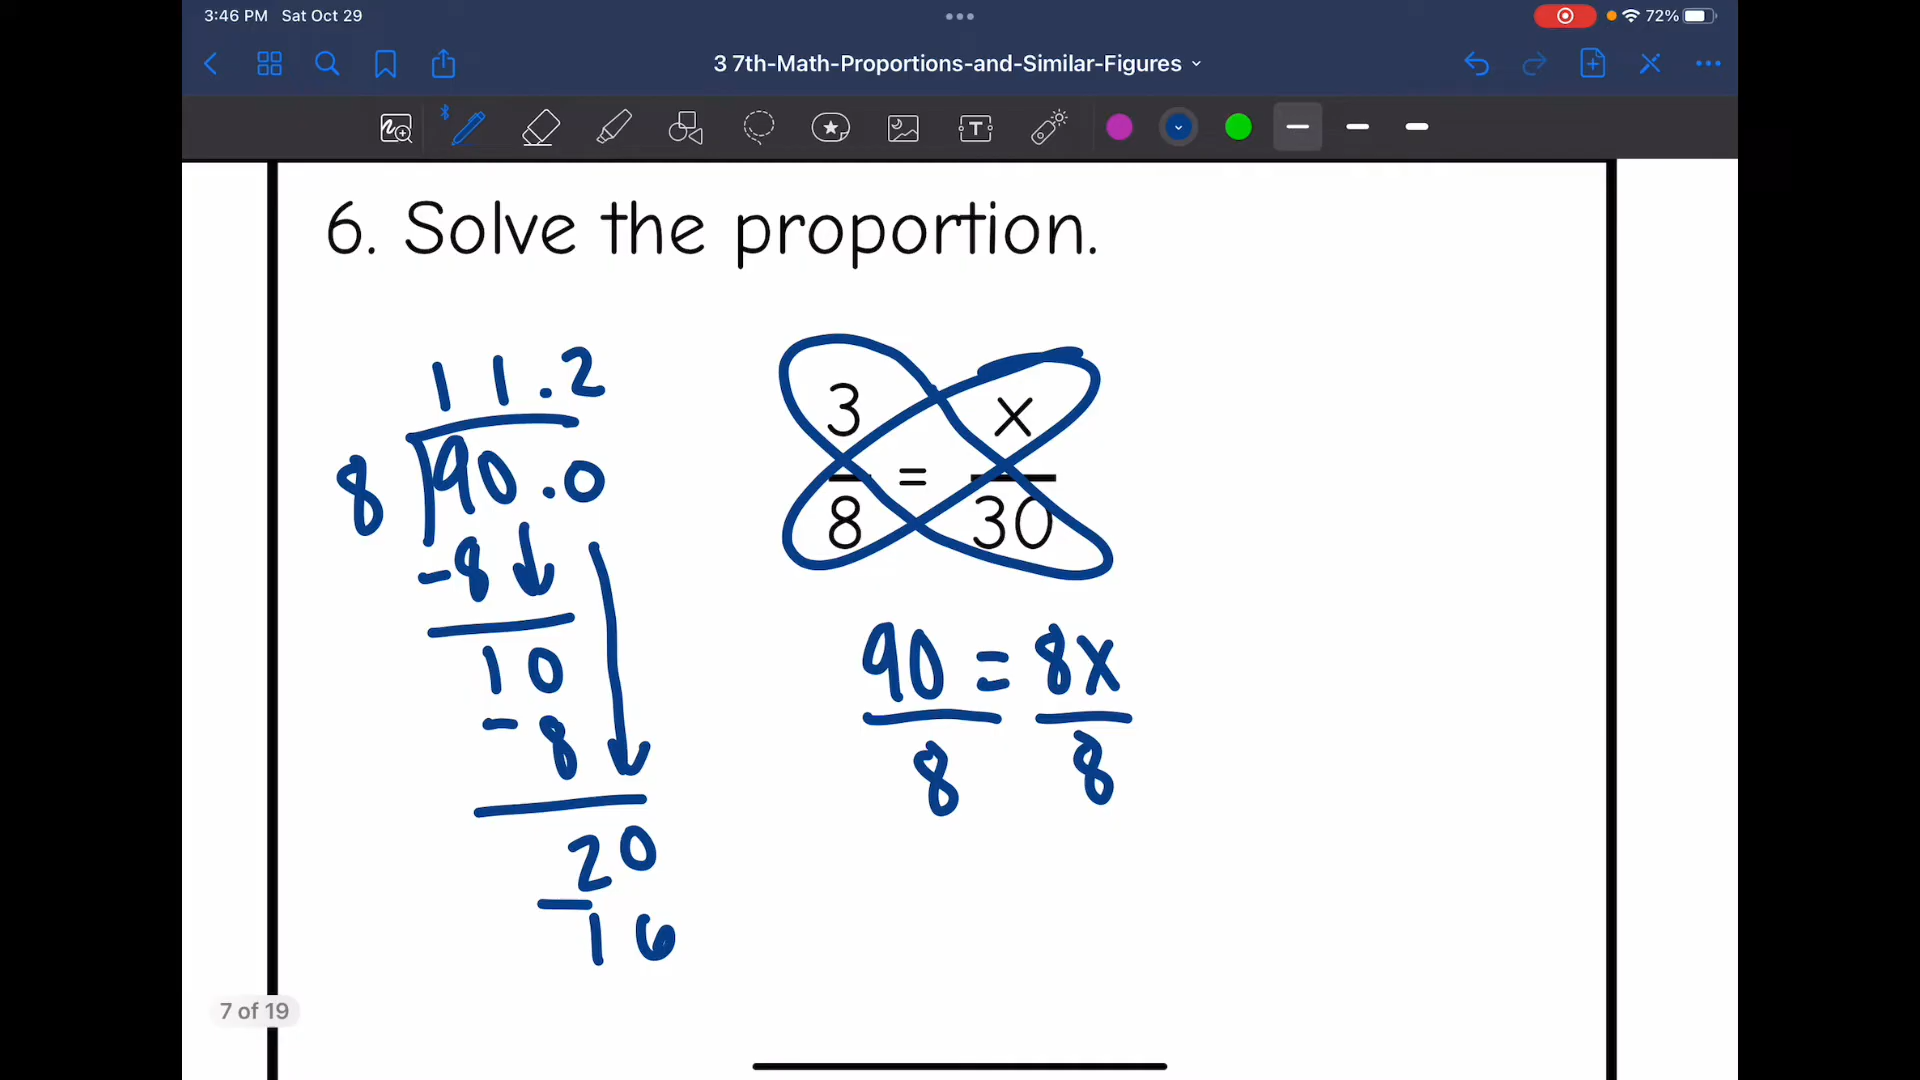 3:46 PM Sat Oct 29
72%
3 7th-Math-Proportions-and-Similar-Figures
T
6. Solve the proportion.
11.2
8 90.0
-8
10
-8
20
-16
3 = x
8 30
90 = 8x
8 8
7 of 19